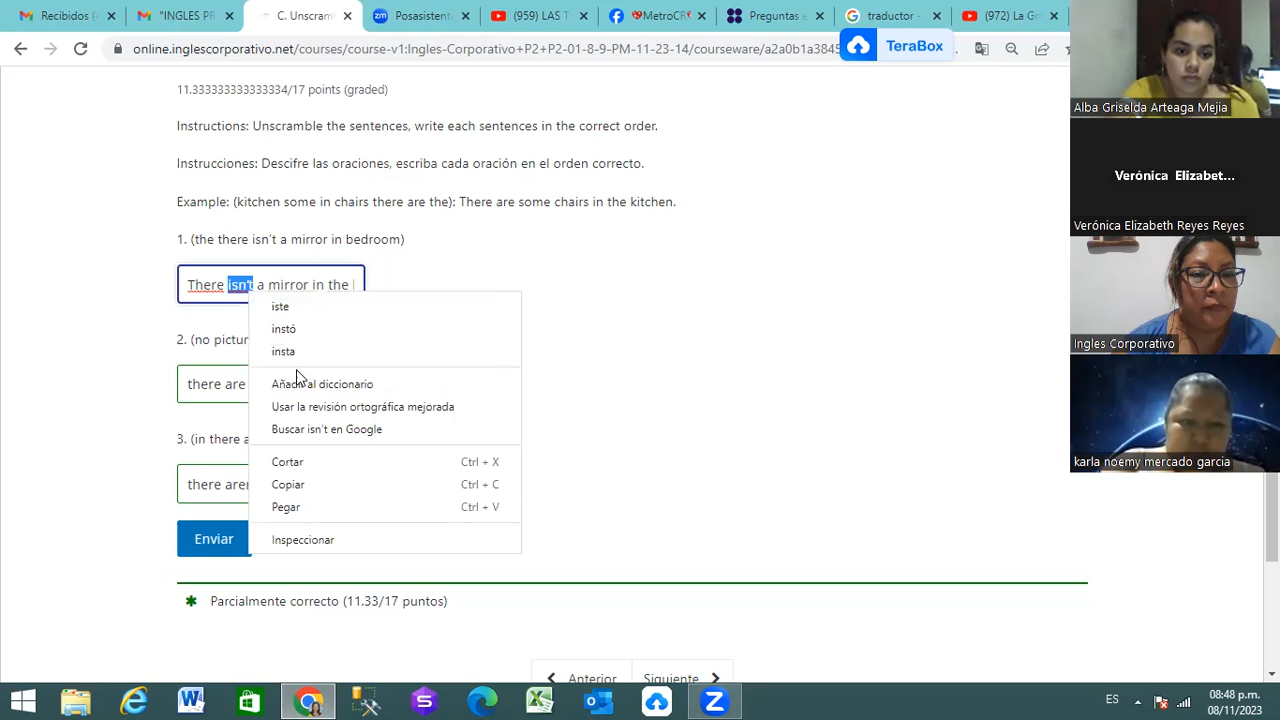 Recibidos (
"INGLES PR
C. Unscram
Posasistente
(959) LAS T
MetroCR
Preguntas e
traductor -
(972) La Gra
online.inglescorporativo.net/courses/course-v1:Ingles-Corporativo+P2+P2-01-8-9-PM-11-23-14/courseware/a2a0b1a3845
TeraBox
11.333333333333334/17 points (graded)
Instructions: Unscramble the sentences, write each sentences in the correct order.
Instrucciones: Descifre las oraciones, escriba cada oración en el orden correcto.
Example: (kitchen some in chairs there are the): There are some chairs in the kitchen.
1. (the there isn't a mirror in bedroom)
There isn't a mirror in the
iste
instó
insta
2. (no pictur
there are
Añadir al diccionario
Usar la revisión ortográfica mejorada
Buscar isn't en Google
3. (in there a
Cortar Ctrl + X
there aren
Copiar Ctrl + C
Pegar Ctrl + V
Enviar
Inspeccionar
Parcialmente correcto (11.33/17 puntos)
Anterior Siguiente
Alba Griselda Arteaga Mejia
Verónica Elizabet...
Verónica Elizabeth Reyes Reyes
Ingles Corporativo
karla noemy mercado garcia
ES
08:48 p.m.
08/11/2023